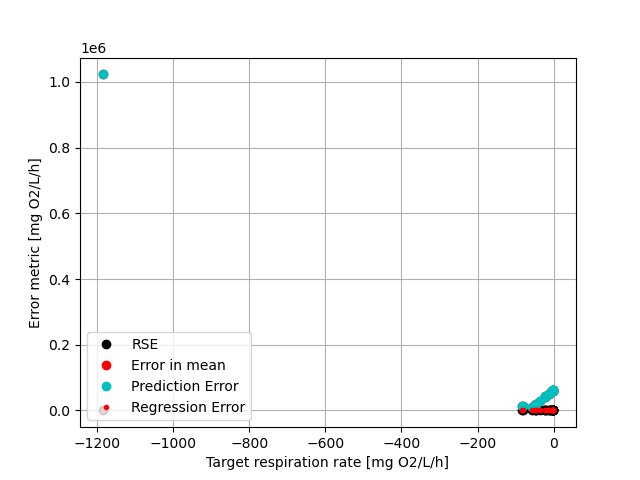 1e6
1.0
0.8
0.6
0.4
0.2
0.0
Error metric [mg O2/L/h]
RSE
Error in mean
Prediction Error
Regression Error
−1200 −1000 −800 −600 −400 −200 0
Target respiration rate [mg O2/L/h]